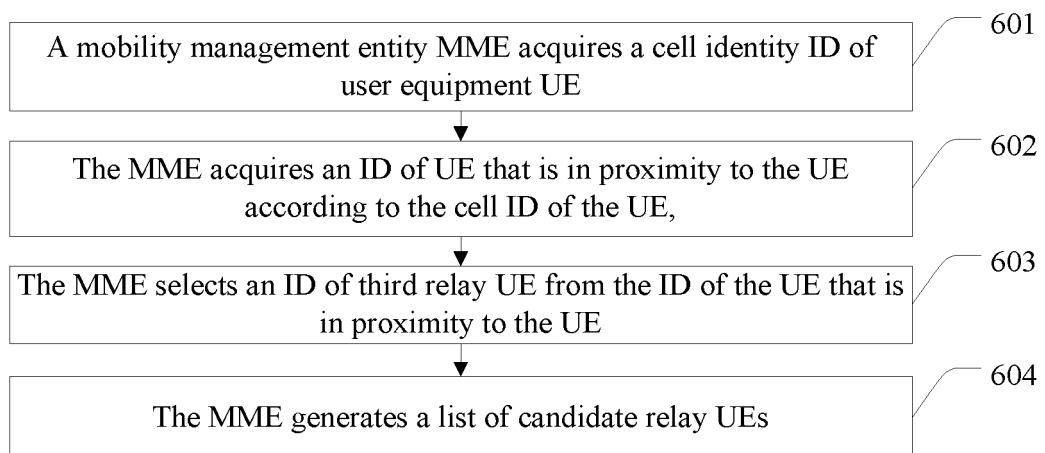 601
A mobility management entity MME acquires a cell identity ID of
user equipment UE
602
The MME acquires an ID of UE that is in proximity to the UE
according to the cell ID of the UE,
603
The MME selects an ID of third relay UE from the ID of the UE that is
in proximity to the UE
604
The MME generates a list of candidate relay UEs